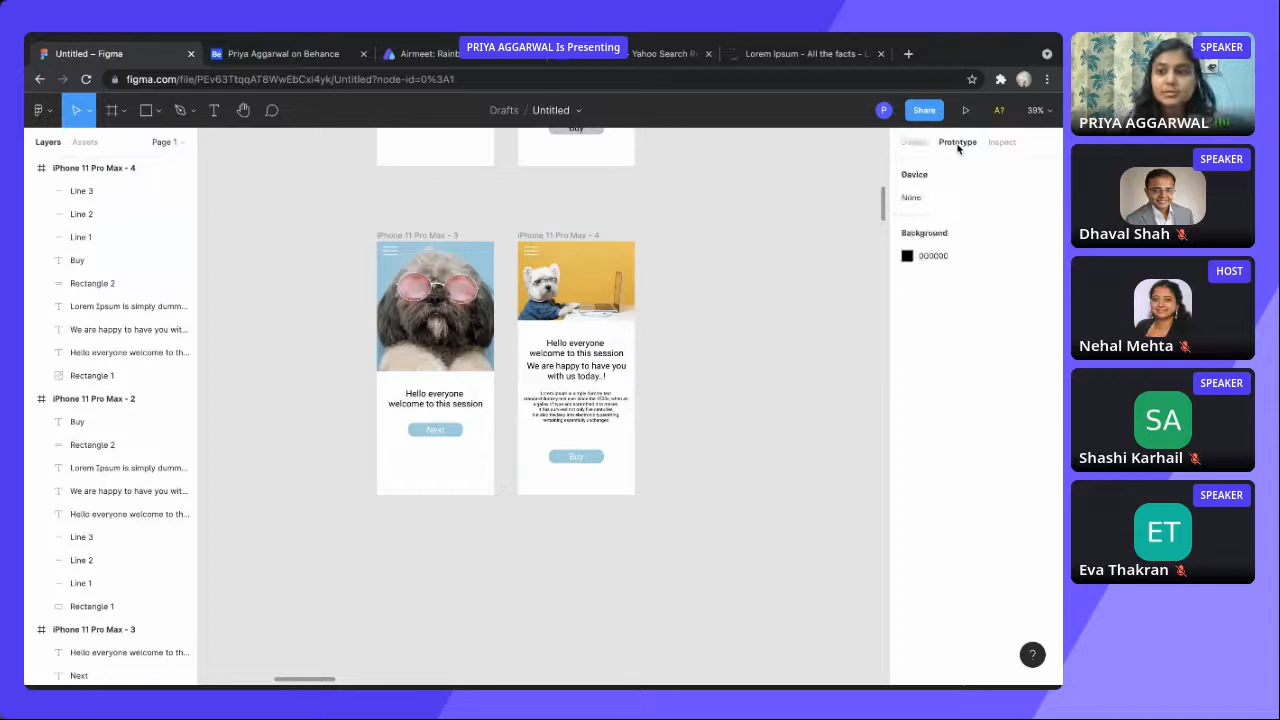 PRIYA AGGARWAL Is Presenting
Untitled – Figma
Priya Aggarwal on Behance
Yahoo Search R
Lorem Ipsum - All the facts - L
figma.com/file/PEv63TtqqAT8WwEbCxi4yk/Untitled?node-id=0%3A1
Drafts / Untitled
P
Share
A?
39%
Layers
Assets
Page 1
iPhone 11 Pro Max - 4
Line 3
Line 2
Line 1
Buy
Rectangle 2
Lorem Ipsum is simply dumm...
We are happy to have you wit...
Hello everyone welcome to th...
Rectangle 1
iPhone 11 Pro Max - 2
Buy
Rectangle 2
Lorem Ipsum is simply dumm...
We are happy to have you wit...
Hello everyone welcome to th...
Line 3
Line 2
Line 1
Rectangle 1
iPhone 11 Pro Max - 3
Hello everyone welcome to th...
Next
Buy
iPhone 11 Pro Max - 3
Hello everyone
welcome to this session
Next
iPhone 11 Pro Max - 4
Hello everyone
welcome to this session
We are happy to have you
with us today..!
Lorem Ipsum is simply dummy text
Buy
Prototype
Inspect
Device
None
Background
000000
?
SPEAKER
PRIYA AGGARWAL
SPEAKER
Dhaval Shah
HOST
Nehal Mehta
SPEAKER
SA
Shashi Karhail
SPEAKER
ET
Eva Thakran